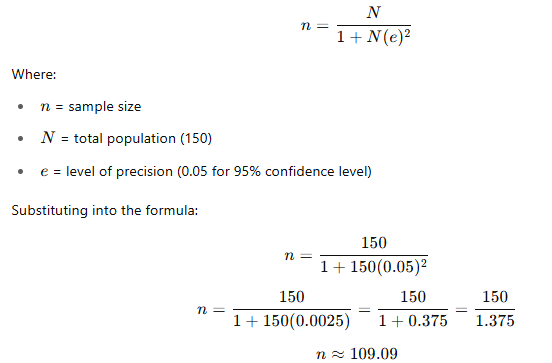 n = N / 1 + N(e)²
Where:
• n = sample size
• N = total population (150)
• e = level of precision (0.05 for 95% confidence level)
Substituting into the formula:
n = 150 / 1 + 150(0.05)²
n = 150 / 1 + 150(0.0025) = 150 / 1 + 0.375 = 150 / 1.375
n ≈ 109.09